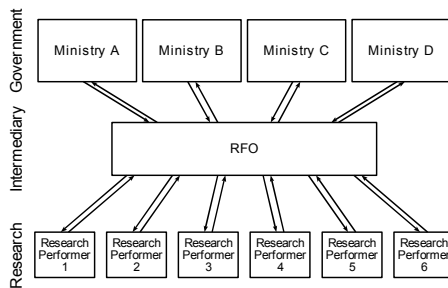 Government
Ministry A
Ministry B
Ministry C
Ministry D
Intermediary
RFO
Research
Research
Performer
1
Research
Performer
2
Research
Performer
3
Research
Performer
4
Research
Performer
5
Research
Performer
6